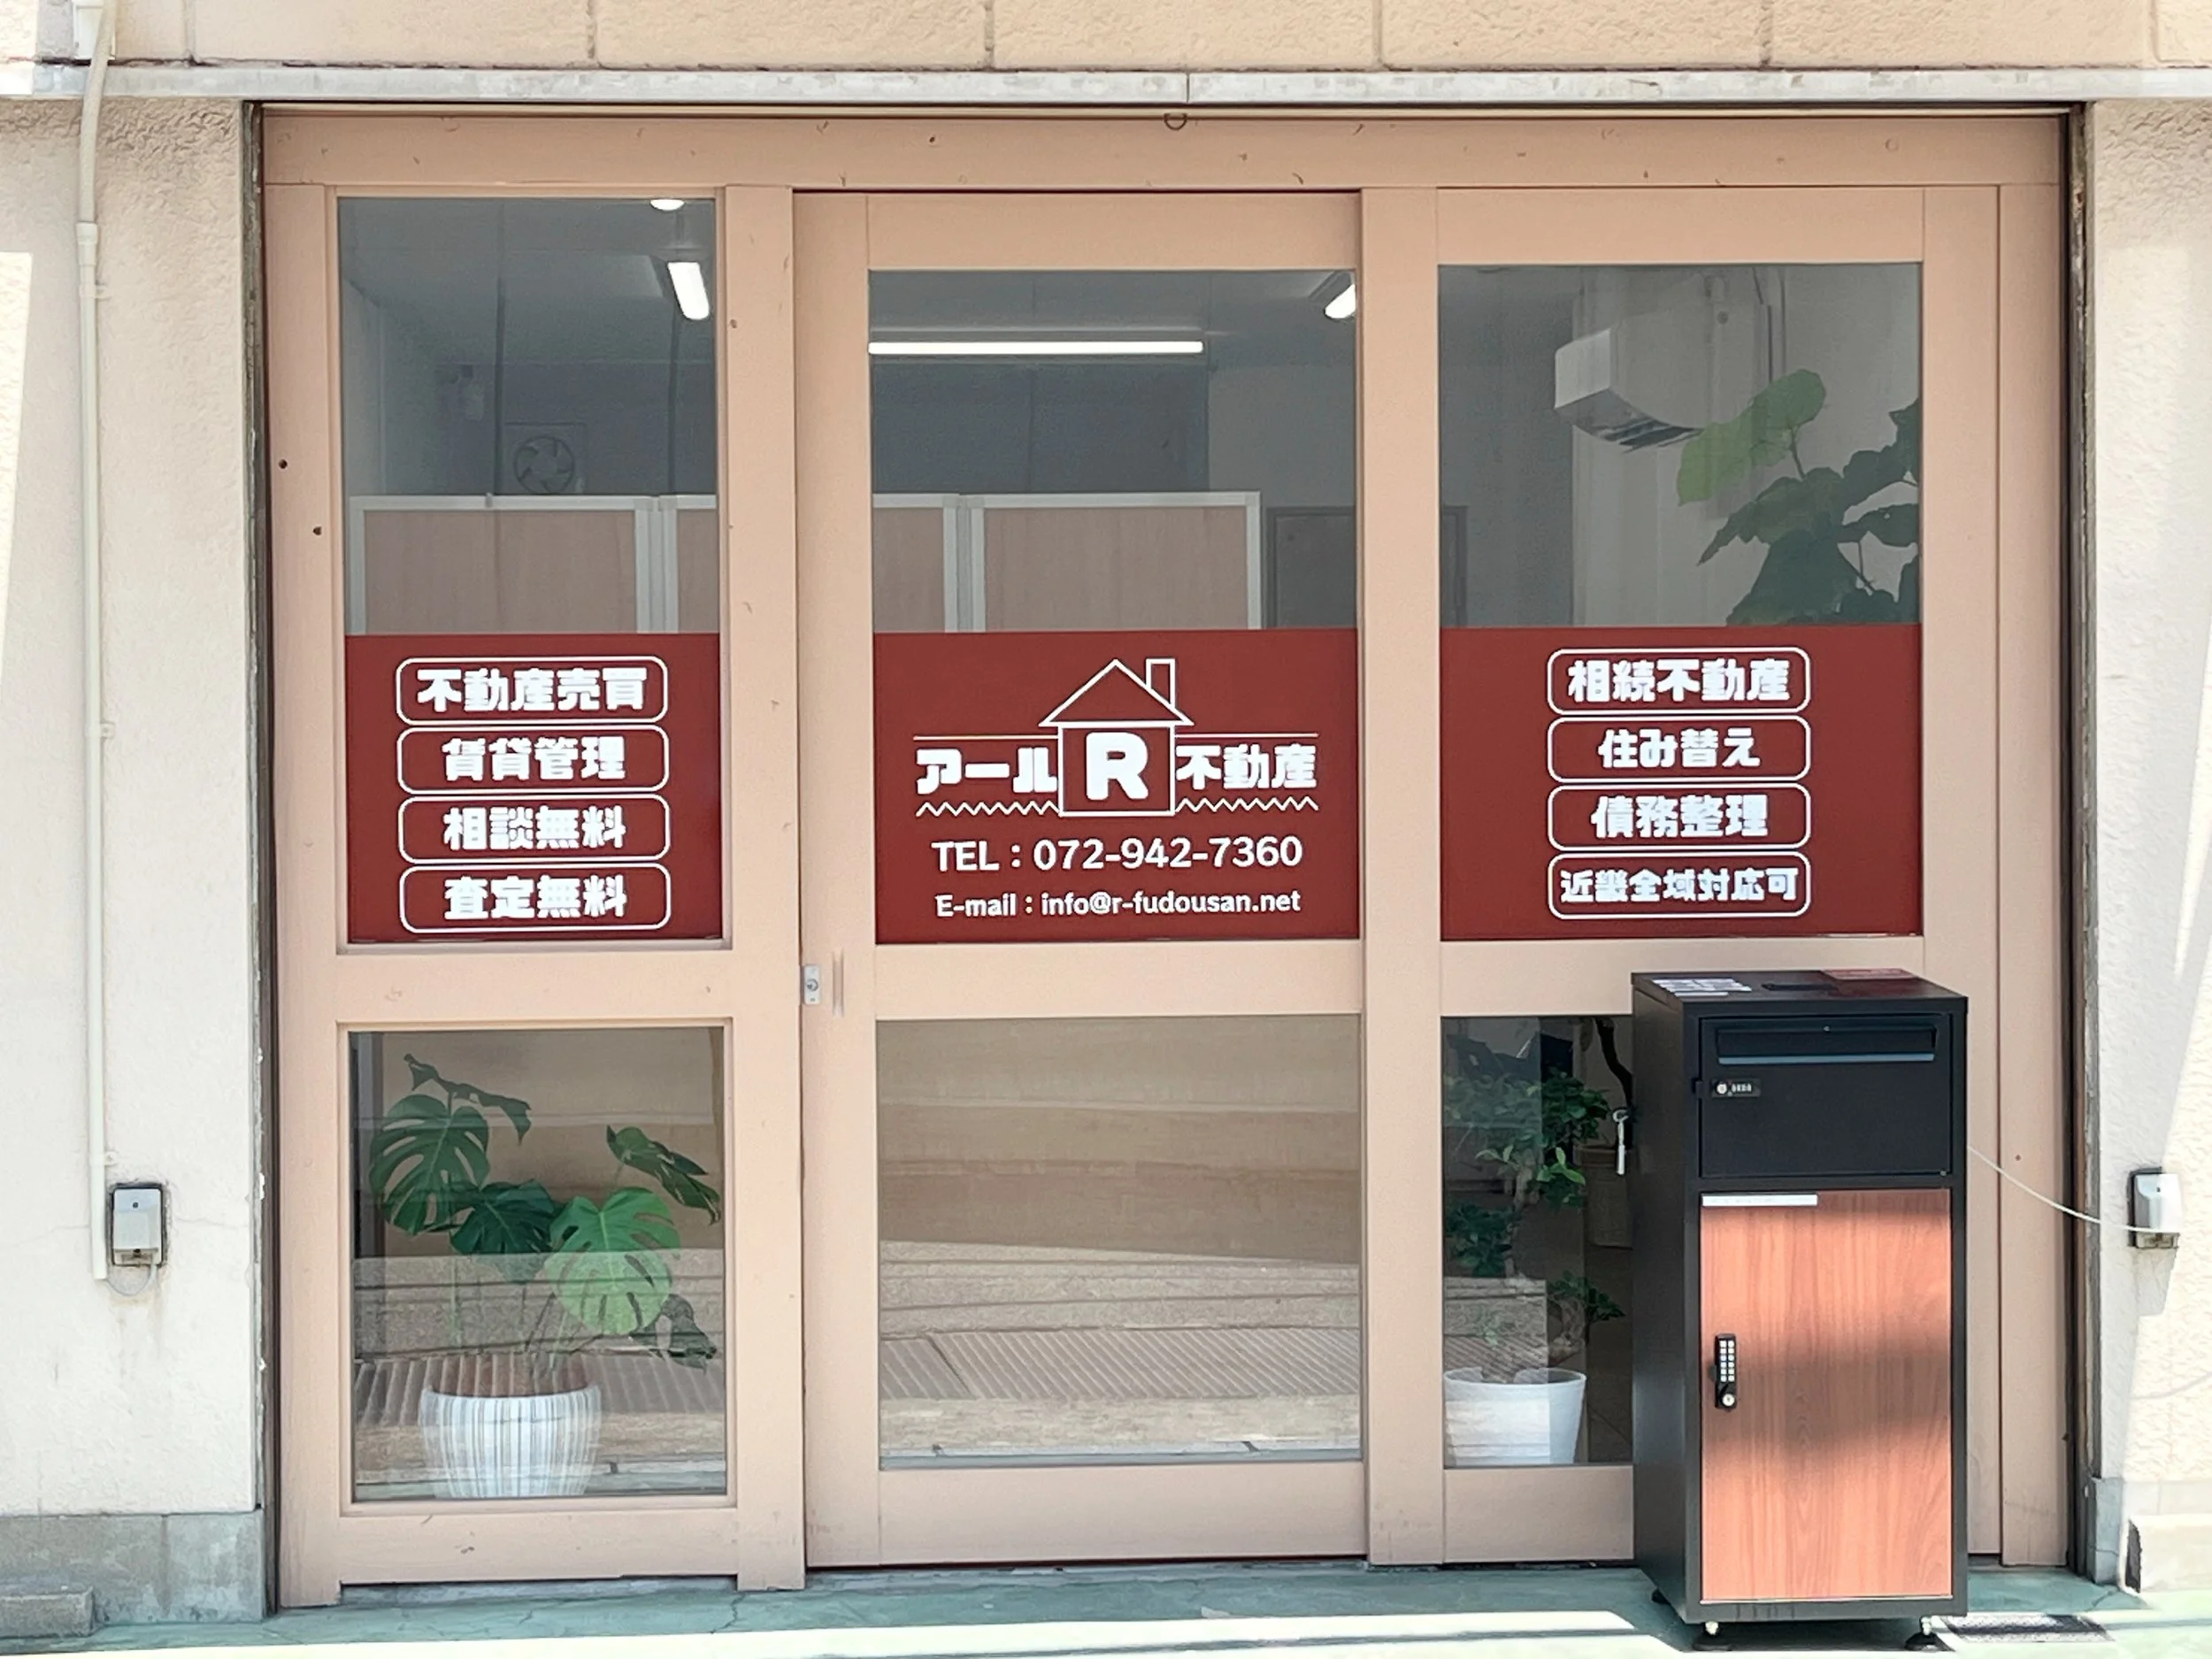 不動産売買
賃貸管理
相談無料
査定無料
アール R 不動産
TEL：072-942-7360
E-mail：info@r-fudousan.net
相続不動産
住み替え
債務整理
近畿全域対応可